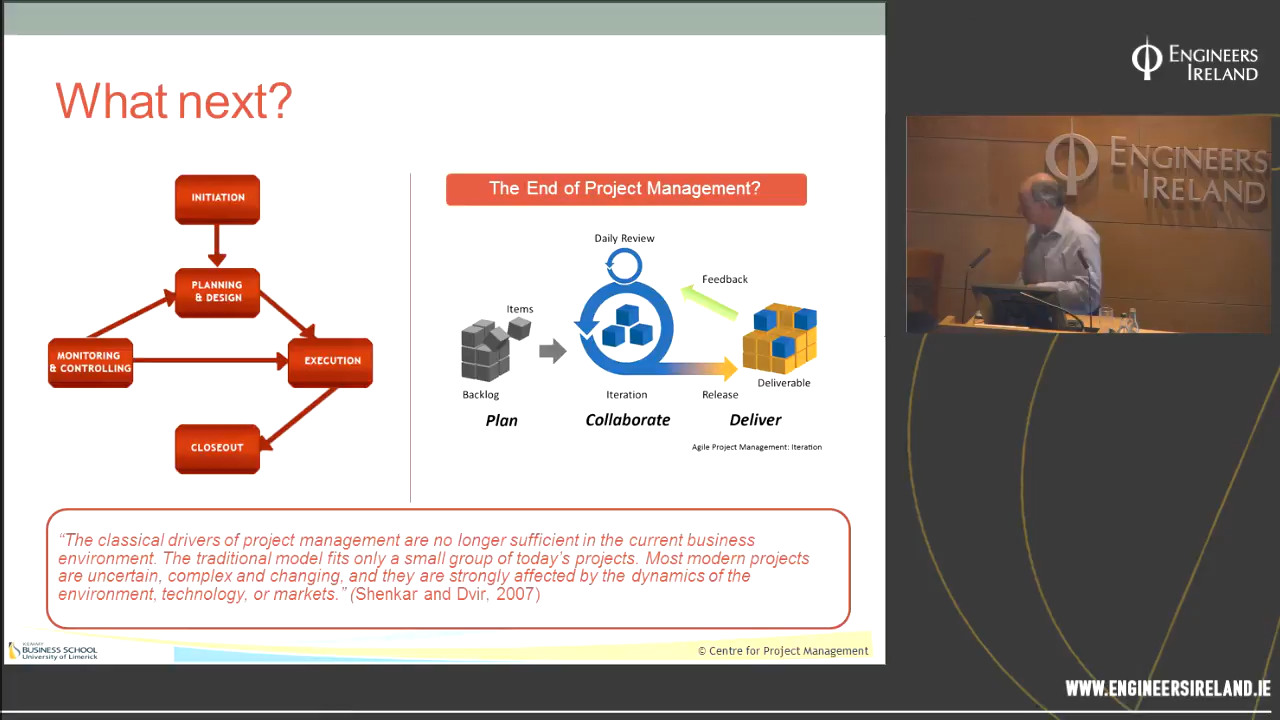 What next?
INITIATION
PLANNING
& DESIGN
MONITORING
& CONTROLLING
EXECUTION
CLOSEOUT
The End of Project Management?
Daily Review
Feedback
Items
Backlog
Iteration
Release
Deliverable
Plan
Collaborate
Deliver
Agile Project Management: Iteration
“The classical drivers of project management are no longer sufficient in the current business
environment. The traditional model fits only a small group of today’s projects. Most modern projects
are uncertain, complex and changing, and they are strongly affected by the dynamics of the
environment, technology, or markets.” (Shenkar and Dvir, 2007)
KEMMY
BUSINESS SCHOOL
University of Limerick
© Centre for Project Management
ENGINEERS
IRELAND
ENGINEERS
IRELAND
WWW.ENGINEERSIRELAND.IE